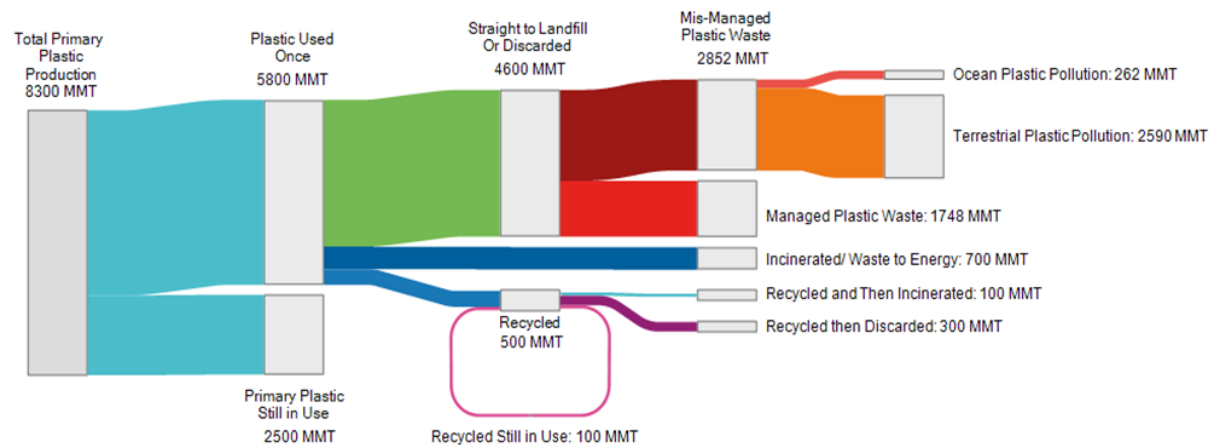 Total Primary
Plastic
Production
8300 MMT
Plastic Used
Once
5800 MMT
Straight to Landfill
Or Discarded
4600 MMT
Mis-Managed
Plastic Waste
2852 MMT
Ocean Plastic Pollution: 262 MMT
Terrestrial Plastic Pollution: 2590 MMT
Managed Plastic Waste: 1748 MMT
Incinerated/ Waste to Energy: 700 MMT
Recycled and Then Incinerated: 100 MMT
Recycled then Discarded: 300 MMT
Recycled
500 MMT
Primary Plastic
Still in Use
2500 MMT
Recycled Still in Use: 100 MMT